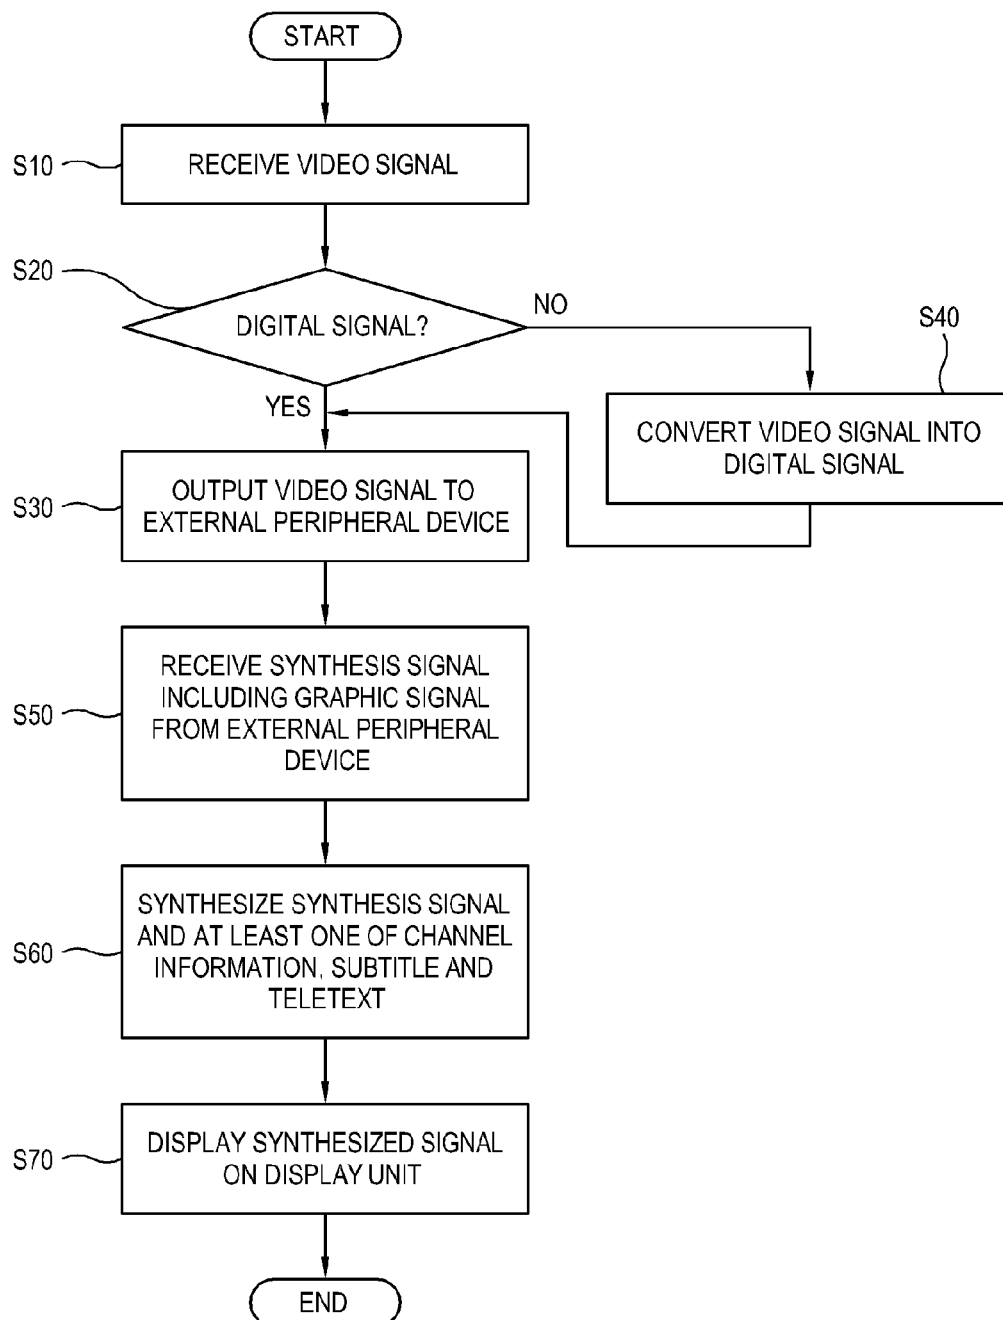 START
S10
RECEIVE VIDEO SIGNAL
S20
DIGITAL SIGNAL?
NO
S40
YES
CONVERT VIDEO SIGNAL INTO
DIGITAL SIGNAL
S30
OUTPUT VIDEO SIGNAL TO
EXTERNAL PERIPHERAL DEVICE
S50
RECEIVE SYNTHESIS SIGNAL
INCLUDING GRAPHIC SIGNAL
FROM EXTERNAL PERIPHERAL
DEVICE
S60
SYNTHESIZE SYNTHESIS SIGNAL
AND AT LEAST ONE OF CHANNEL
INFORMATION, SUBTITLE AND
TELETEXT
S70
DISPLAY SYNTHESIZED SIGNAL
ON DISPLAY UNIT
END